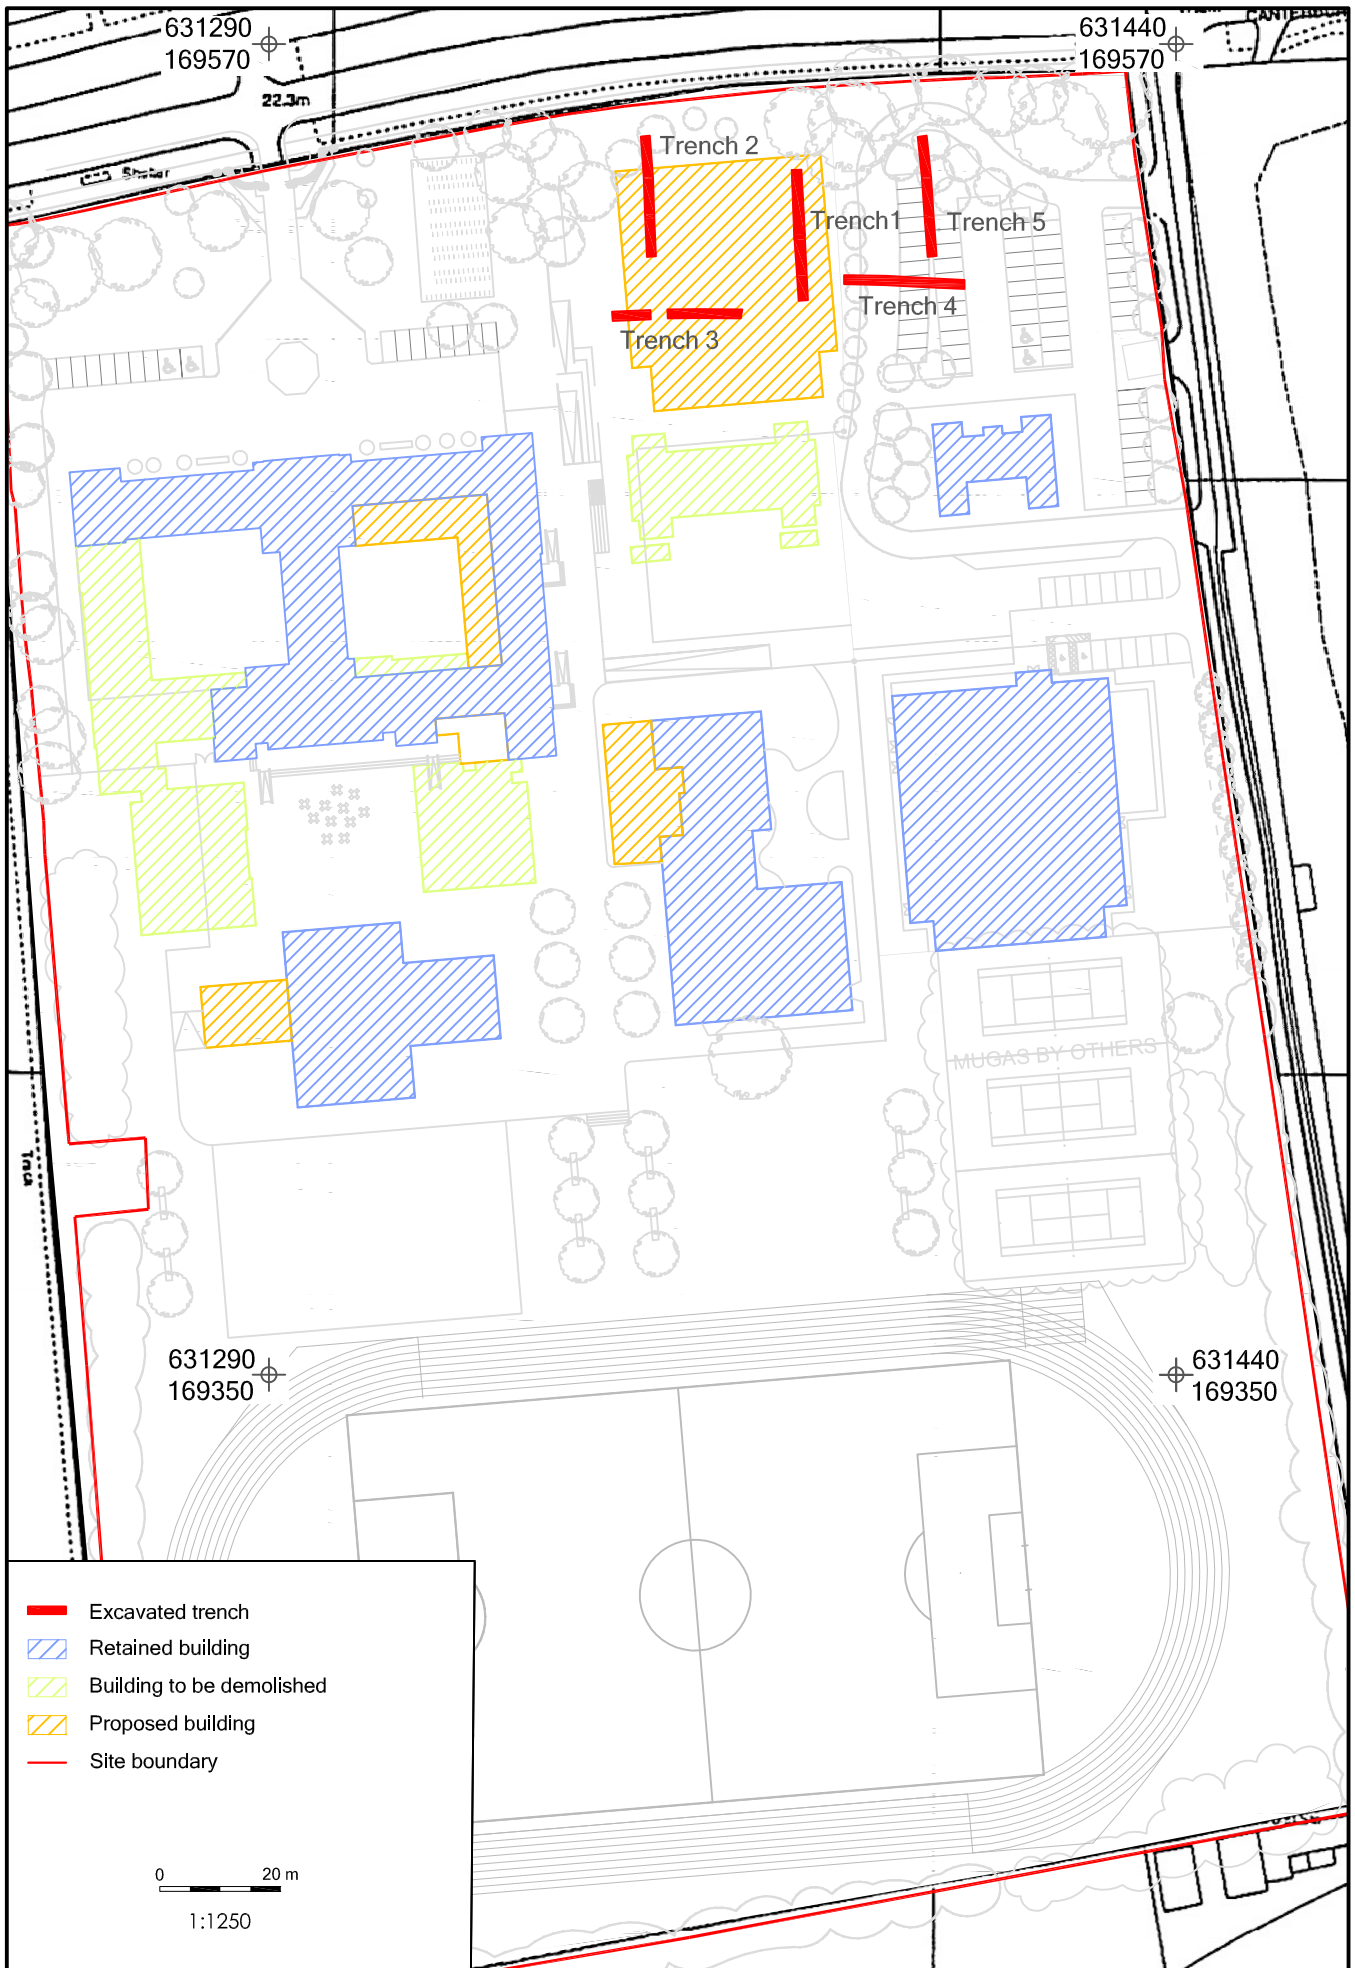 631290
169570
631440
169570
22.3m
Shelter
Trench 2
Trench1
Trench 5
Trench 4
Trench 3
MUGAS BY OTHERS
Track
631290
169350
631440
169350
Excavated trench
Retained building
Building to be demolished
Proposed building
Site boundary
0 20 m
1:1250